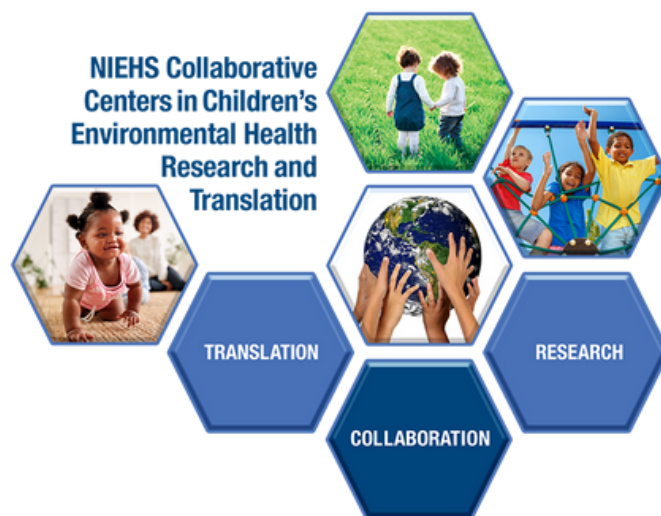 NIEHS Collaborative
Centers in Children's
Environmental Health
Research and
Translation
TRANSLATION
RESEARCH
COLLABORATION